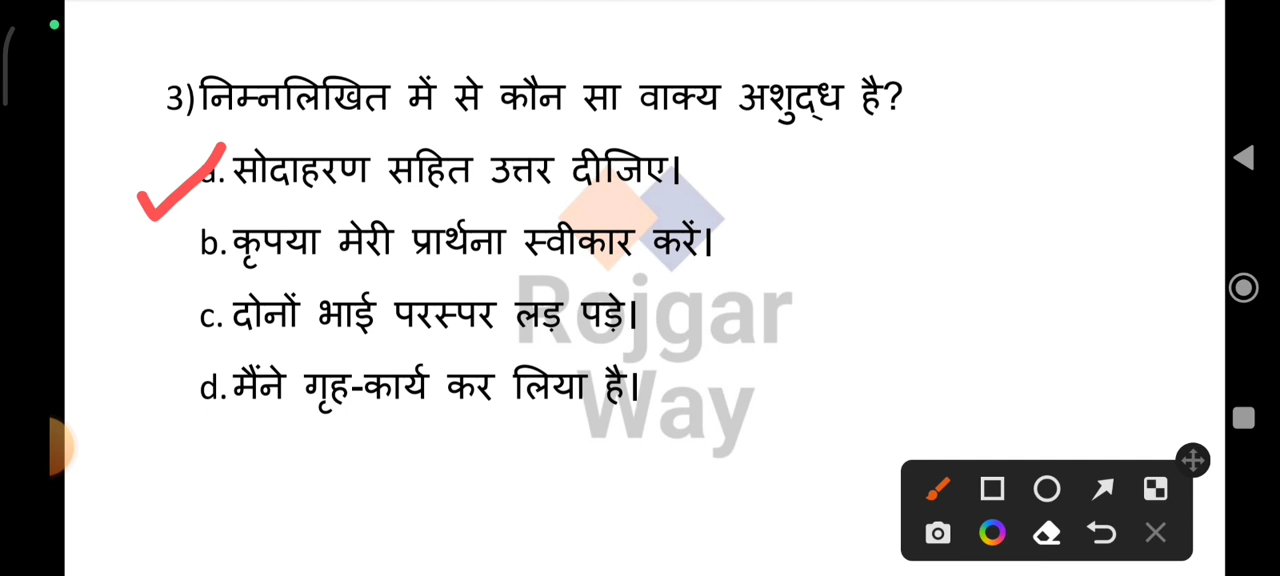 3)निम्नलिखित में से कौन सा वाक्य अशुद्ध है?
a. सोदाहरण सहित उत्तर दीजिए।
b. कृपया मेरी प्रार्थना स्वीकार करें।
c. दोनों भाई परस्पर लड़ पड़े।
d. मैंने गृह-कार्य कर लिया है।
Rojgar
Way